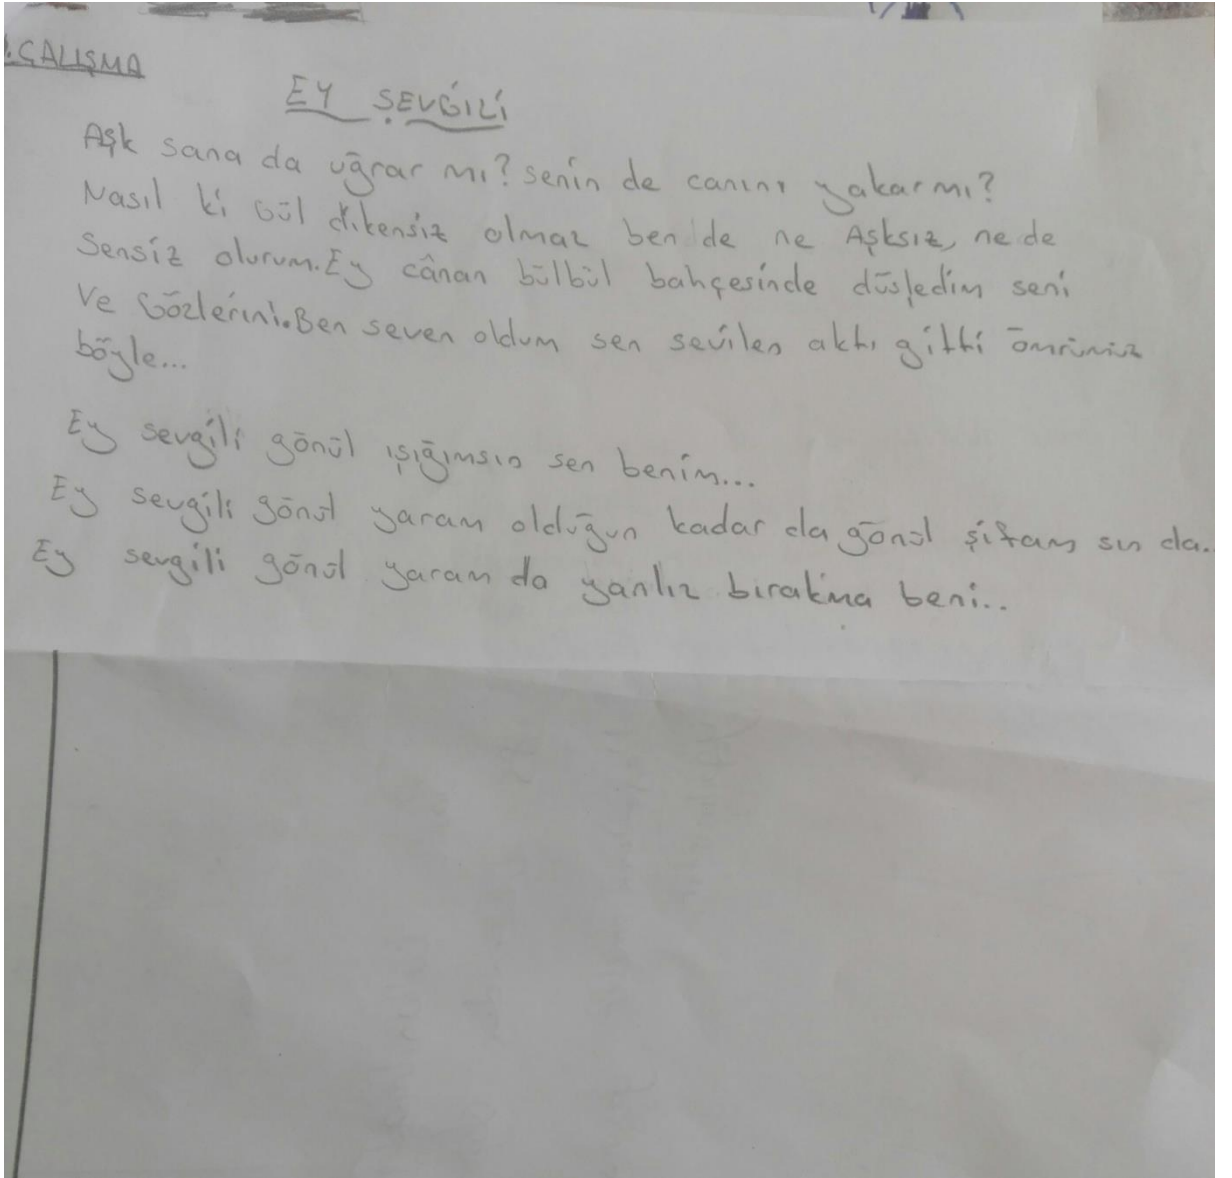 .ÇALIŞMA
EY SEVGİLİ
Aşk sana da uğrar mı? senin de canını yakar mı?
Nasıl ki Gül dikensiz olmaz ben de ne Aşksız, ne de
Sensiz olurum. Ey cânan bülbül bahçesinde düşledim seni
Ve Gözlerini. Ben seven oldum sen sevilen aktı gitti ömrümüz
böyle...
Ey sevgili gönül ışığımsın sen benim...
Ey sevgili gönül yaram olduğun kadar da gönül şifam sın da..
Ey sevgili gönül yaram da yanlız bırakma beni..